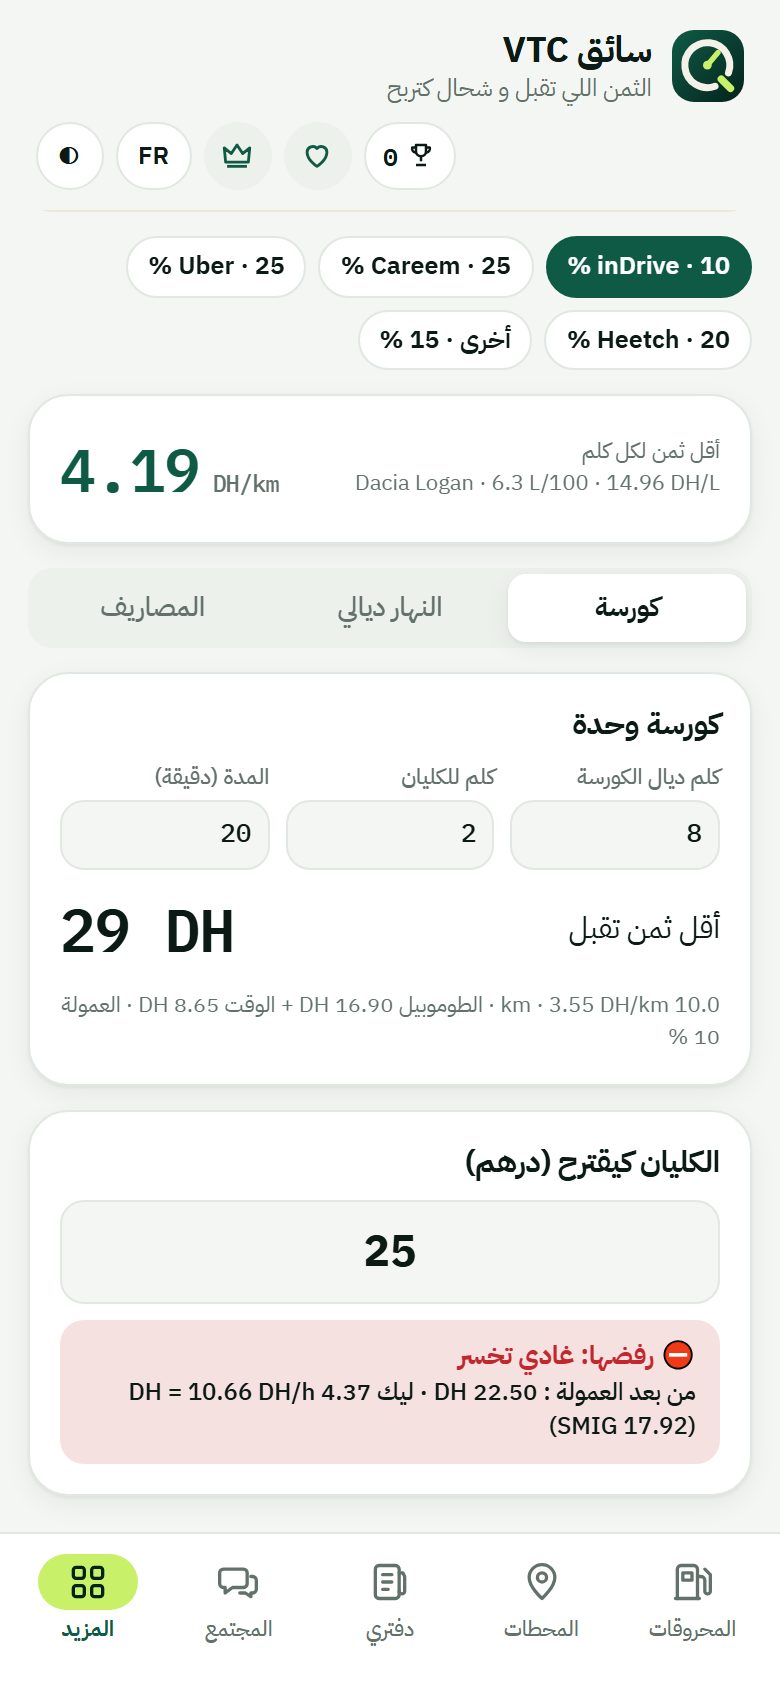 سائق VTC
الثمن اللي تقبل و شحال كتربح
0
FR
inDrive · 10 %
Careem · 25 %
Uber · 25 %
Heetch · 20 %
أخرى · 15 %
أقل ثمن لكل كلم
Dacia Logan · 6.3 L/100 · 14.96 DH/L
4.19 DH/km
كورسة
النهار ديالي
المصاريف
كورسة وحدة
كلم ديال الكورسة
كلم للكليان
المدة (دقيقة)
8
2
20
أقل ثمن تقبل
29 DH
10.0 km · 3.55 DH/km · الطوموبيل 16.90 DH + الوقت 8.65 DH · العمولة
10 %
الكليان كيقترح (درهم)
25
رفضها: غادي تخسر
من بعد العمولة : 22.50 DH · ليك 4.37 DH = 10.66 DH/h
(SMIG 17.92)
المحروقات
المحطات
دفتري
المجتمع
المزيد